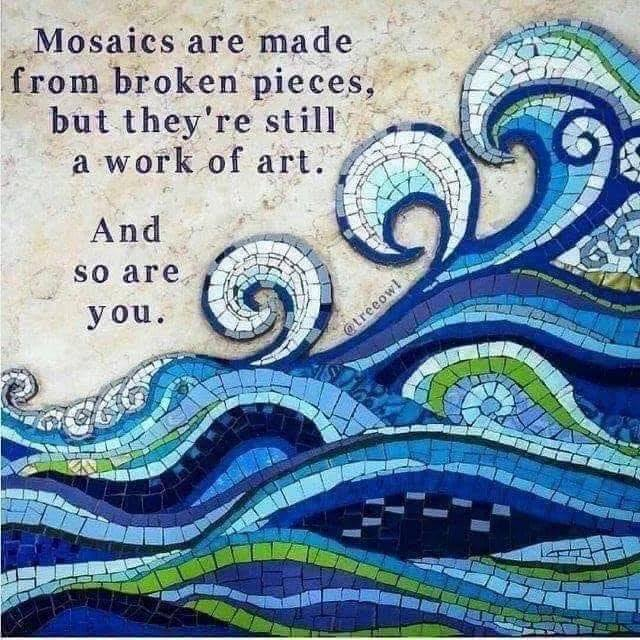 Mosaics are made
from broken pieces,
but they're still
a work of art.
And
so are
you.
@treeowl